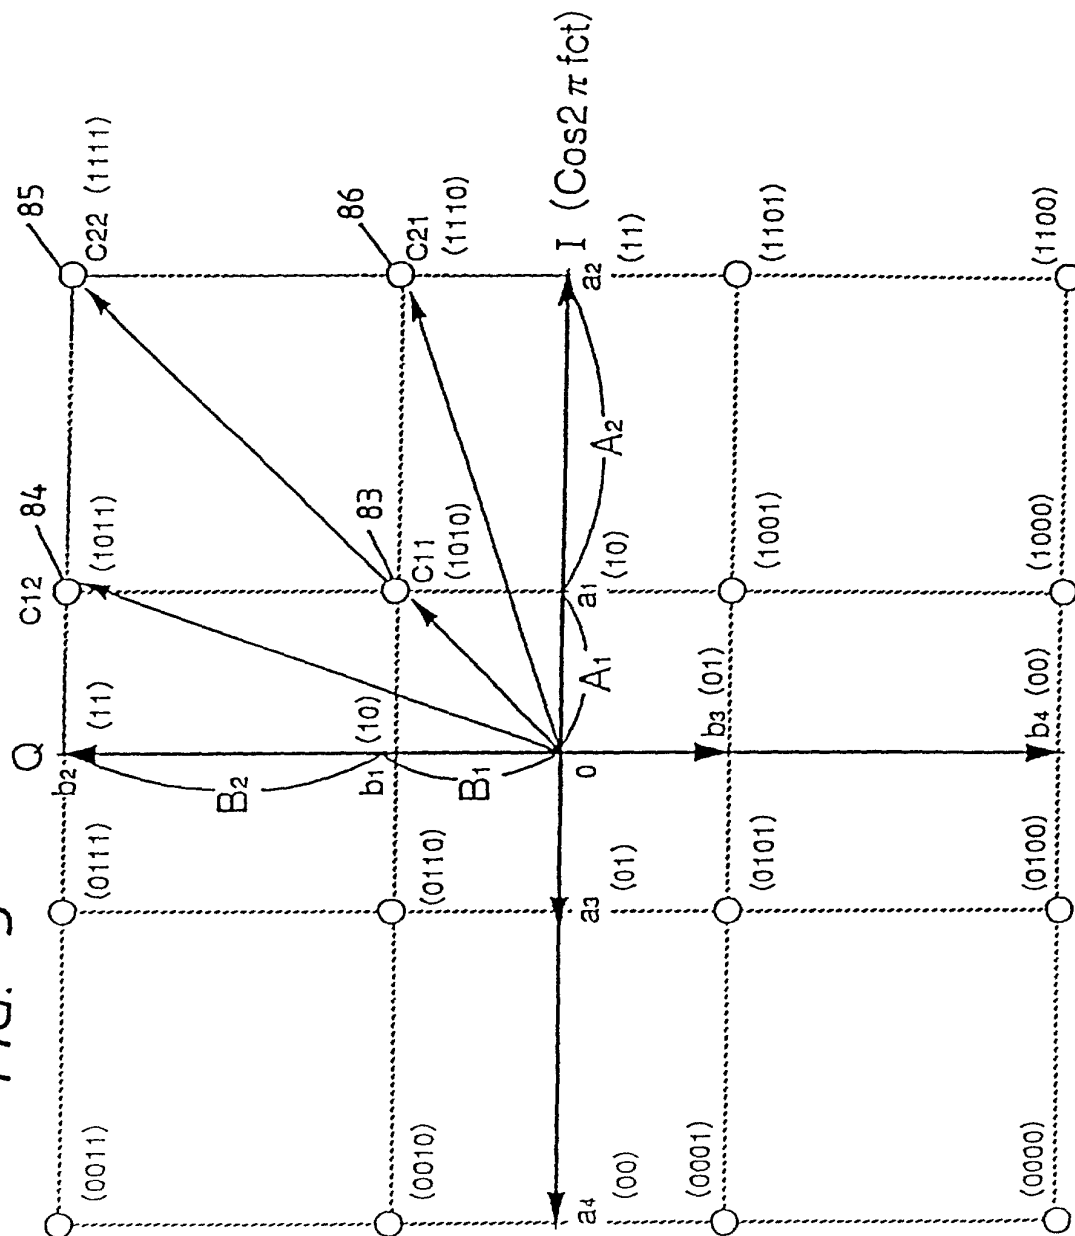 FIG.
Q
C12
84
85
C22 (1111)
(0011)
(0111)
b2
(11)
(1011)
B2
83
86
(0010)
(0110)
b1
(10)
C11
(1010)
C21
(1110)
B1
0
A1
A2
a4
(00)
a3
(01)
a1
(10)
a2
(11)
I (Cos2πfct)
(0001)
(0101)
b3 (01)
(1001)
(1101)
(0000)
(0100)
b4 (00)
(1000)
(1100)